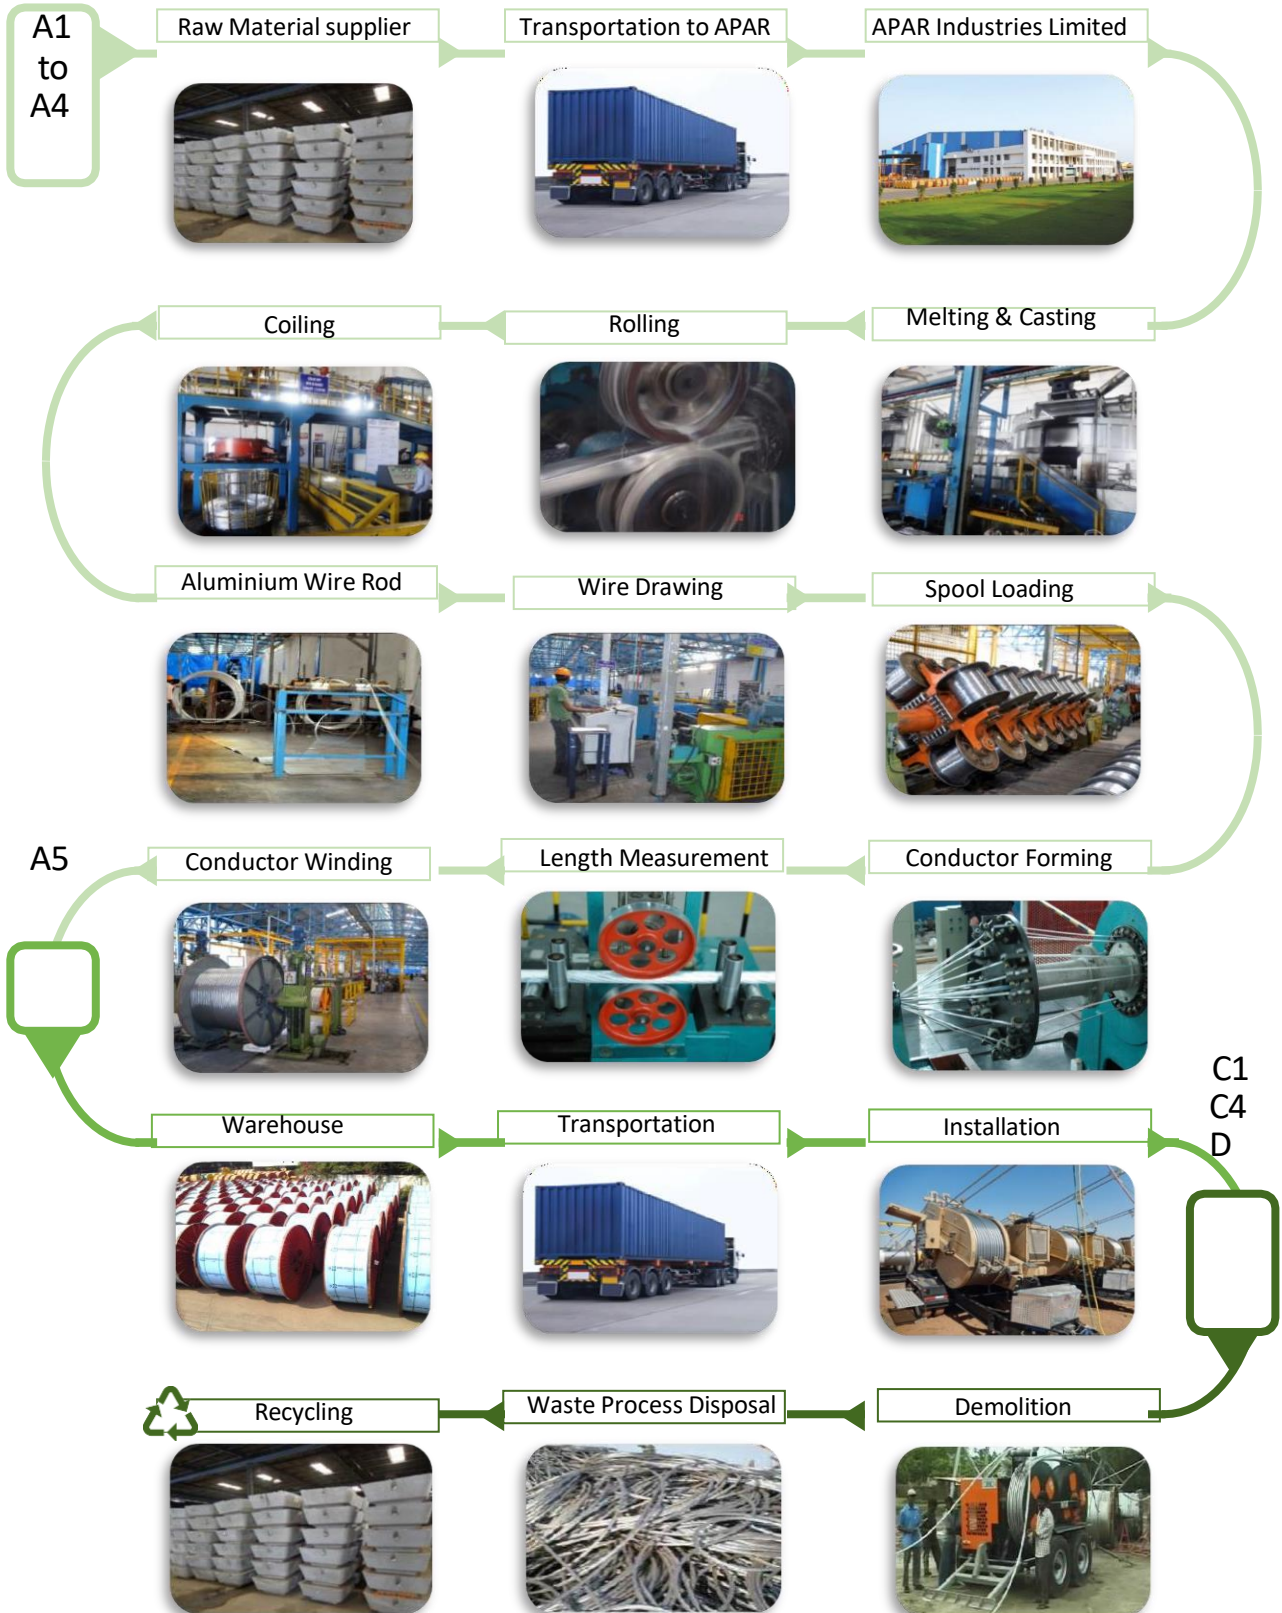 A1
to
A4
Raw Material supplier
Transportation to APAR
APAR Industries Limited
Coiling
Rolling
Melting & Casting
Aluminium Wire Rod
Wire Drawing
Spool Loading
A5
Conductor Winding
Length Measurement
Conductor Forming
C1
C4
D
Warehouse
Transportation
Installation
Recycling
Waste Process Disposal
Demolition